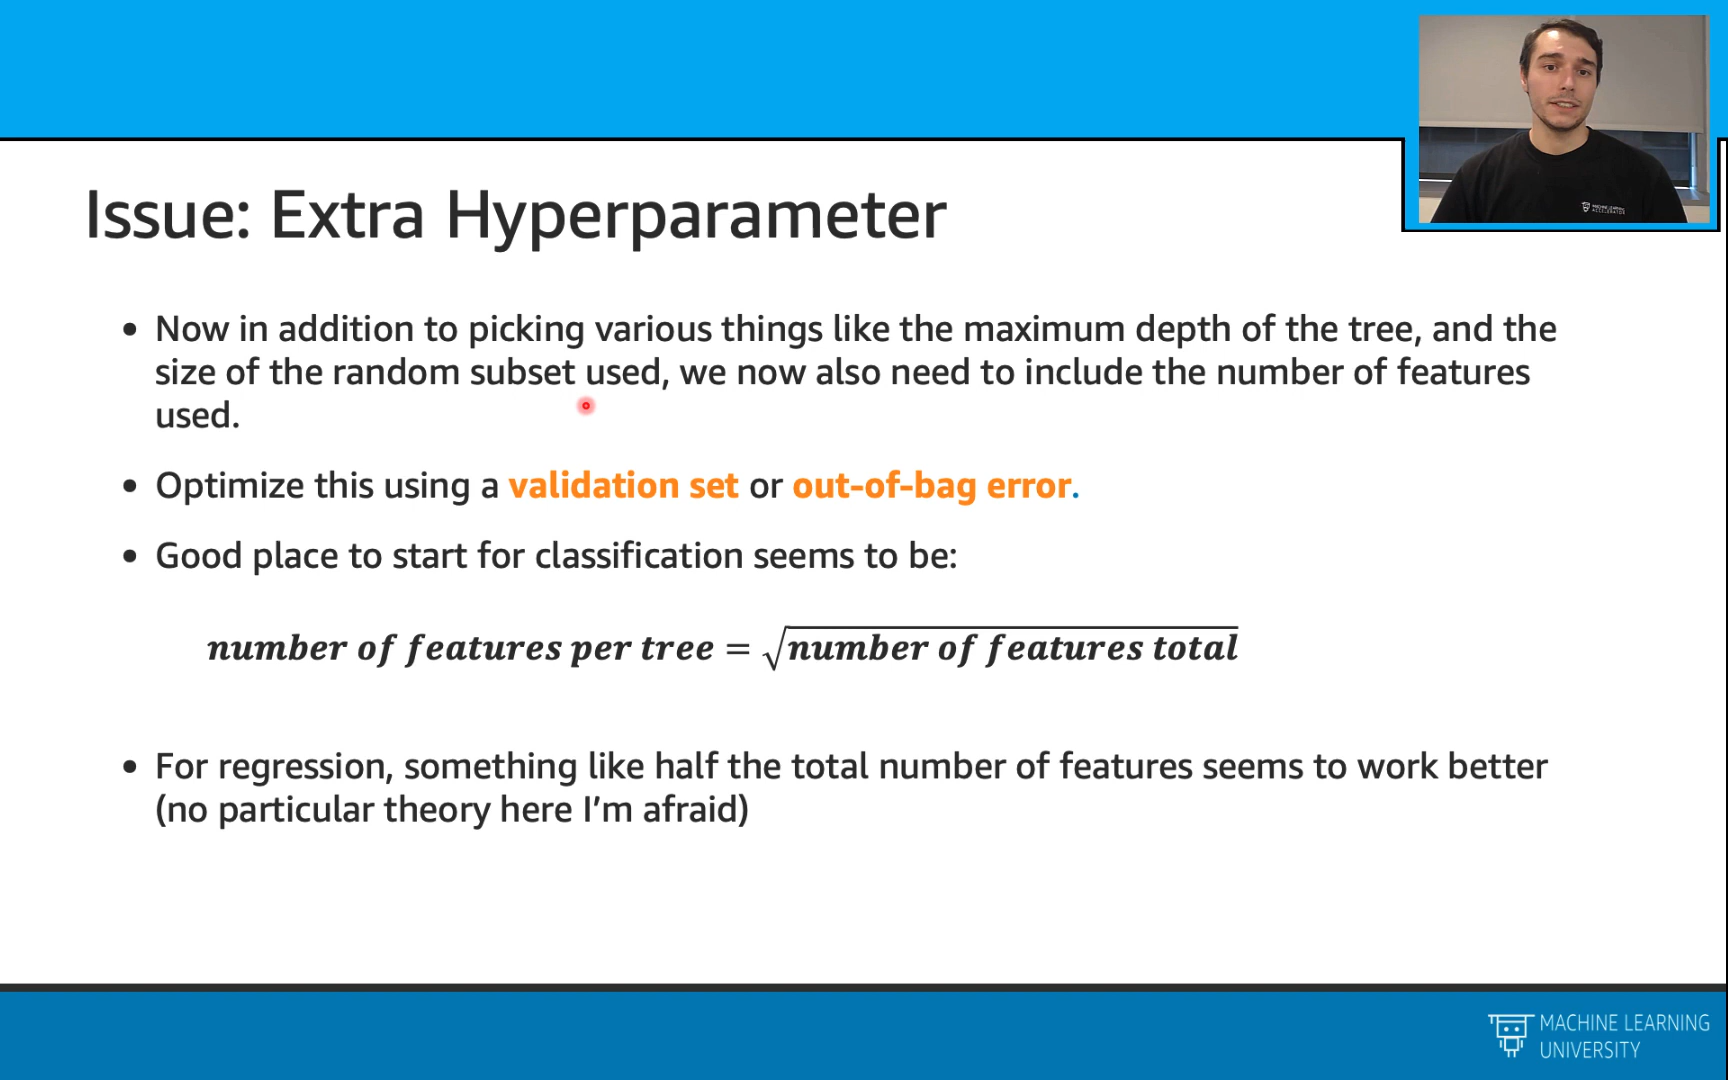 Issue: Extra Hyperparameter
• Now in addition to picking various things like the maximum depth of the tree, and the
size of the random subset used, we now also need to include the number of features
used.
• Optimize this using a validation set or out-of-bag error.
• Good place to start for classification seems to be:
number of features per tree = √number of features total
• For regression, something like half the total number of features seems to work better
(no particular theory here I’m afraid)
MACHINE LEARNING
UNIVERSITY